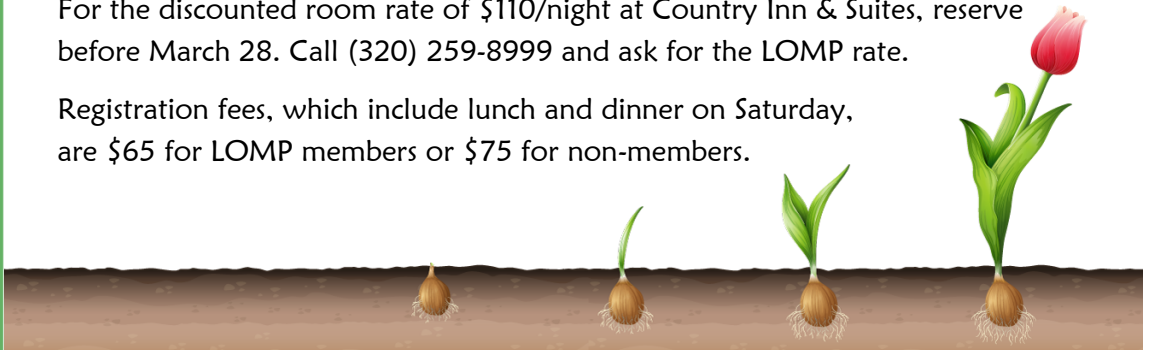 For the discounted room rate of $110/night at Country Inn & Suites, reserve
before March 28. Call (320) 259-8999 and ask for the LOMP rate.
Registration fees, which include lunch and dinner on Saturday,
are $65 for LOMP members or $75 for non-members.